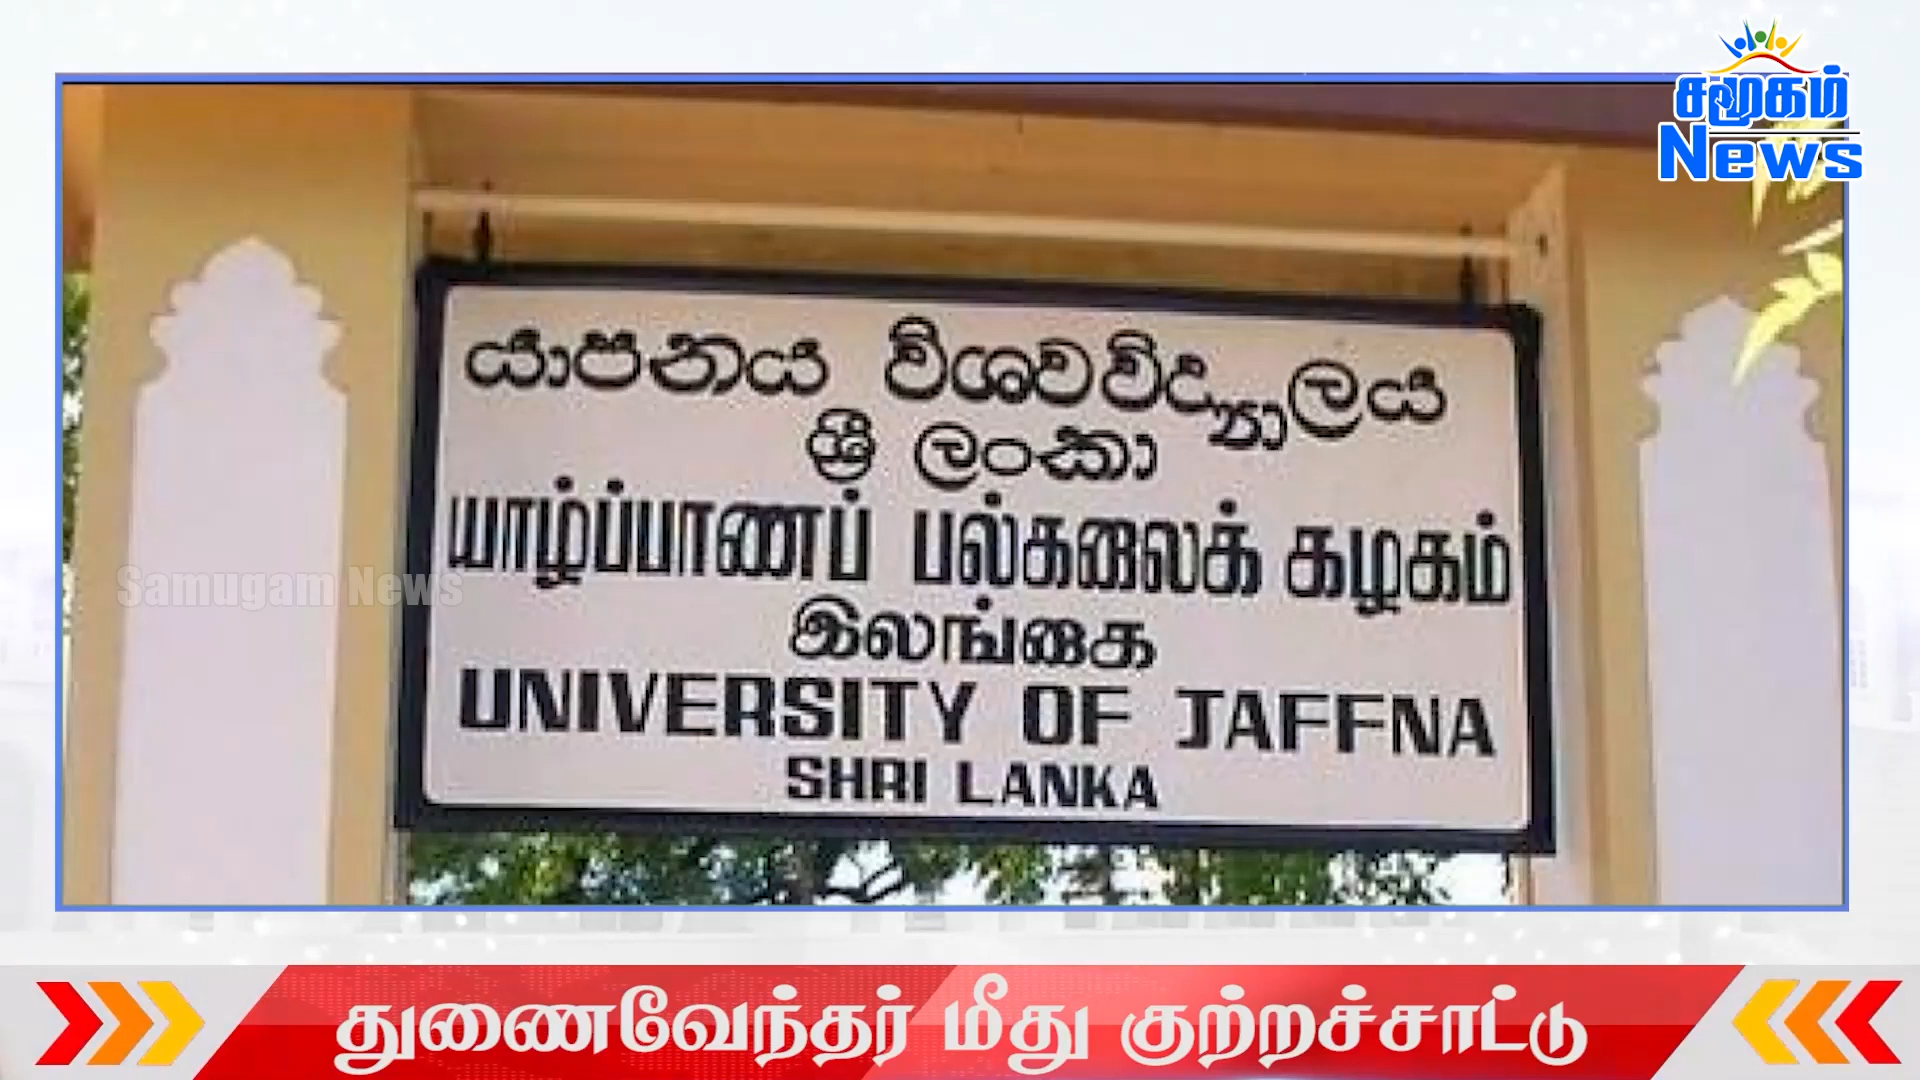 சமூகம்
News
යාපනය විශ්වවිද්‍යාලය
ශ්‍රී ලංකා
யாழ்ப்பாணப் பல்கலைக் கழகம்
Samugam News
இலங்கை
UNIVERSITY OF JAFFNA
SHRI LANKA
துணைவேந்தர் மீது குற்றச்சாட்டு